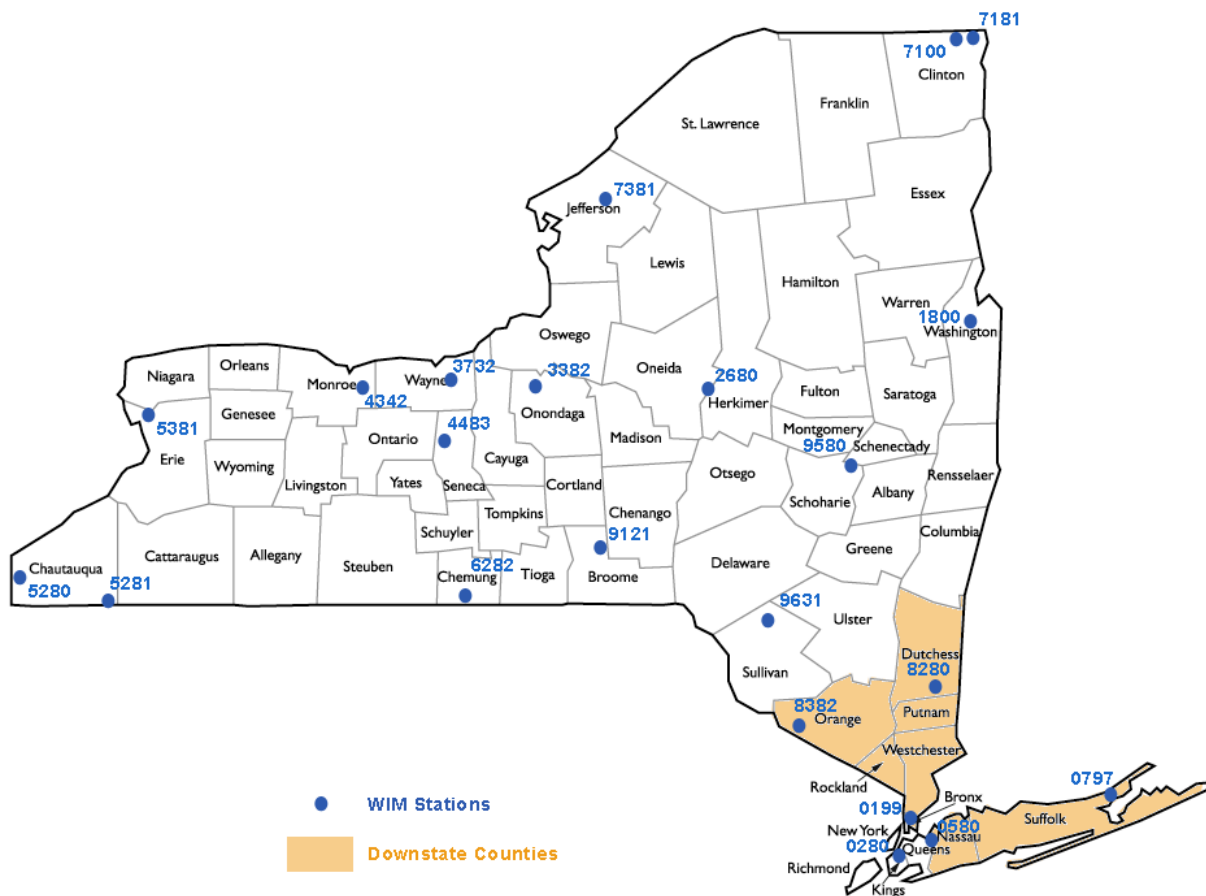 7181
7100
Clinton
Franklin
St. Lawrence
Essex
7381
Jefferson
Lewis
Hamilton
Warren
1800
Washington
Oswego
Orleans
3732
3382
Oneida
Niagara
Monroe
Wayne
2680
Fulton
Saratoga
4342
Herkimer
Genesee
Onondaga
5381
4483
Montgomery
Ontario
Madison
9580
Schenectady
Erie
Wyoming
Cayuga
Otsego
Rensselaer
Livingston
Yates
Seneca
Cortland
Schoharie
Albany
Tompkins
Chenango
Schuyler
Columbia
9121
Greene
Cattaraugus
Allegany
Steuben
6282
Delaware
Chautauqua
Chemung
Tioga
Broome
5280
5281
9631
Ulster
Dutchess
8280
Sullivan
8382
Orange
Putnam
Westchester
Rockland
0797
Bronx
WIM Stations
0199
Suffolk
New York
0580
Nassau
0280
Queens
Downstate Counties
Richmond
Kings